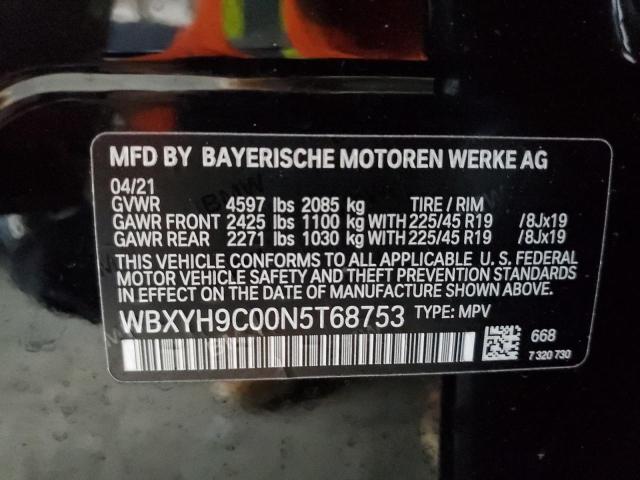 MFD BY BAYERISCHE MOTOREN WERKE AG
04/21
GVWR 4597 lbs 2085 kg TIRE / RIM
GAWR FRONT 2425 lbs 1100 kg WITH 225/45 R19 /8Jx19
GAWR REAR 2271 lbs 1030 kg WITH 225/45 R19 /8Jx19
THIS VEHICLE CONFORMS TO ALL APPLICABLE U.S. FEDERAL
MOTOR VEHICLE SAFETY AND THEFT PREVENTION STANDARDS
IN EFFECT ON THE DATE OF MANUFACTURE SHOWN ABOVE.
WBXYH9C00N5T68753 TYPE: MPV
668
7 320 730